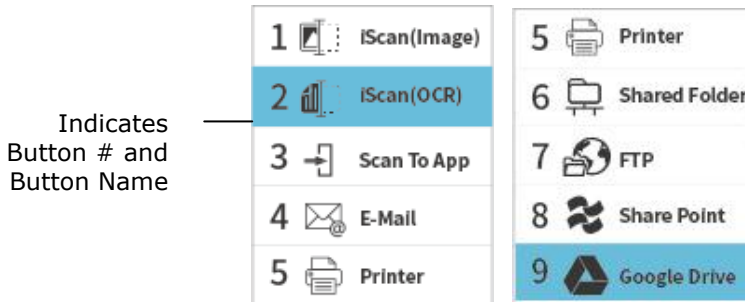 Indicates
Button # and
Button Name
1 iScan(Image)
2 iScan(OCR)
3 Scan To App
4 E-Mail
5 Printer
5 Printer
6 Shared Folder
7 FTP
8 Share Point
9 Google Drive